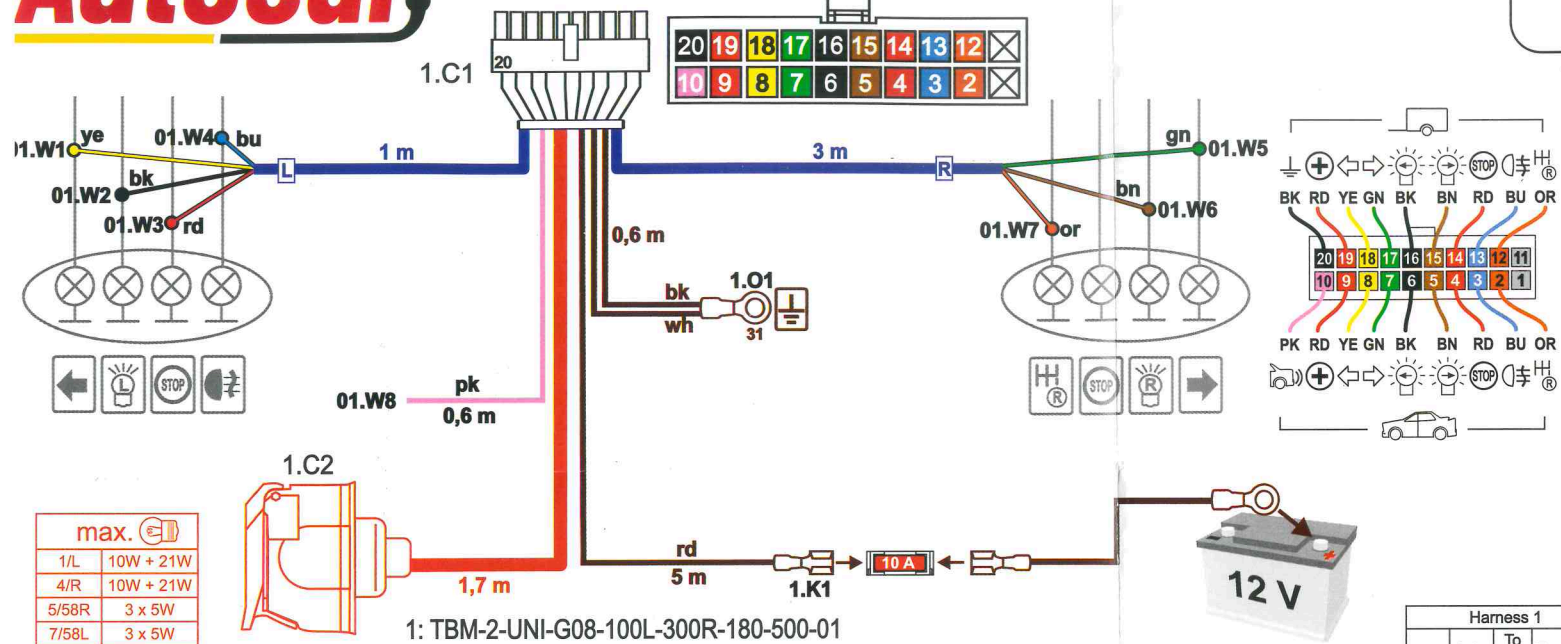 Autocar
20 19 18 17 16 15 14 13 12
10 9 8 7 6 5 4 3 2
20
1.C1
ye
01.W4 bu
1.W1
bk
01.W2
01.W3 rd
1 m
L
3 m
R
gn
01.W5
bn
01.W6
01.W7 or
BK RD YE GN BK BN RD BU OR
20 19 18 17 16 15 14 13 12 11
10 9 8 7 6 5 4 3 2 1
PK RD YE GN BK BN RD BU OR
STOP
R
STOP
R
0,6 m
bk
wh
1.O1
31
L
STOP
R
STOP
R
01.W8
pk
0,6 m
1.C2
1,7 m
rd
5 m
1.K1
10 A
12 V
max.
1/L 10W + 21W
4/R 10W + 21W
5/58R 3 x 5W
7/58L 3 x 5W
1: TBM-2-UNI-G08-100L-300R-180-500-01
Harness 1
To